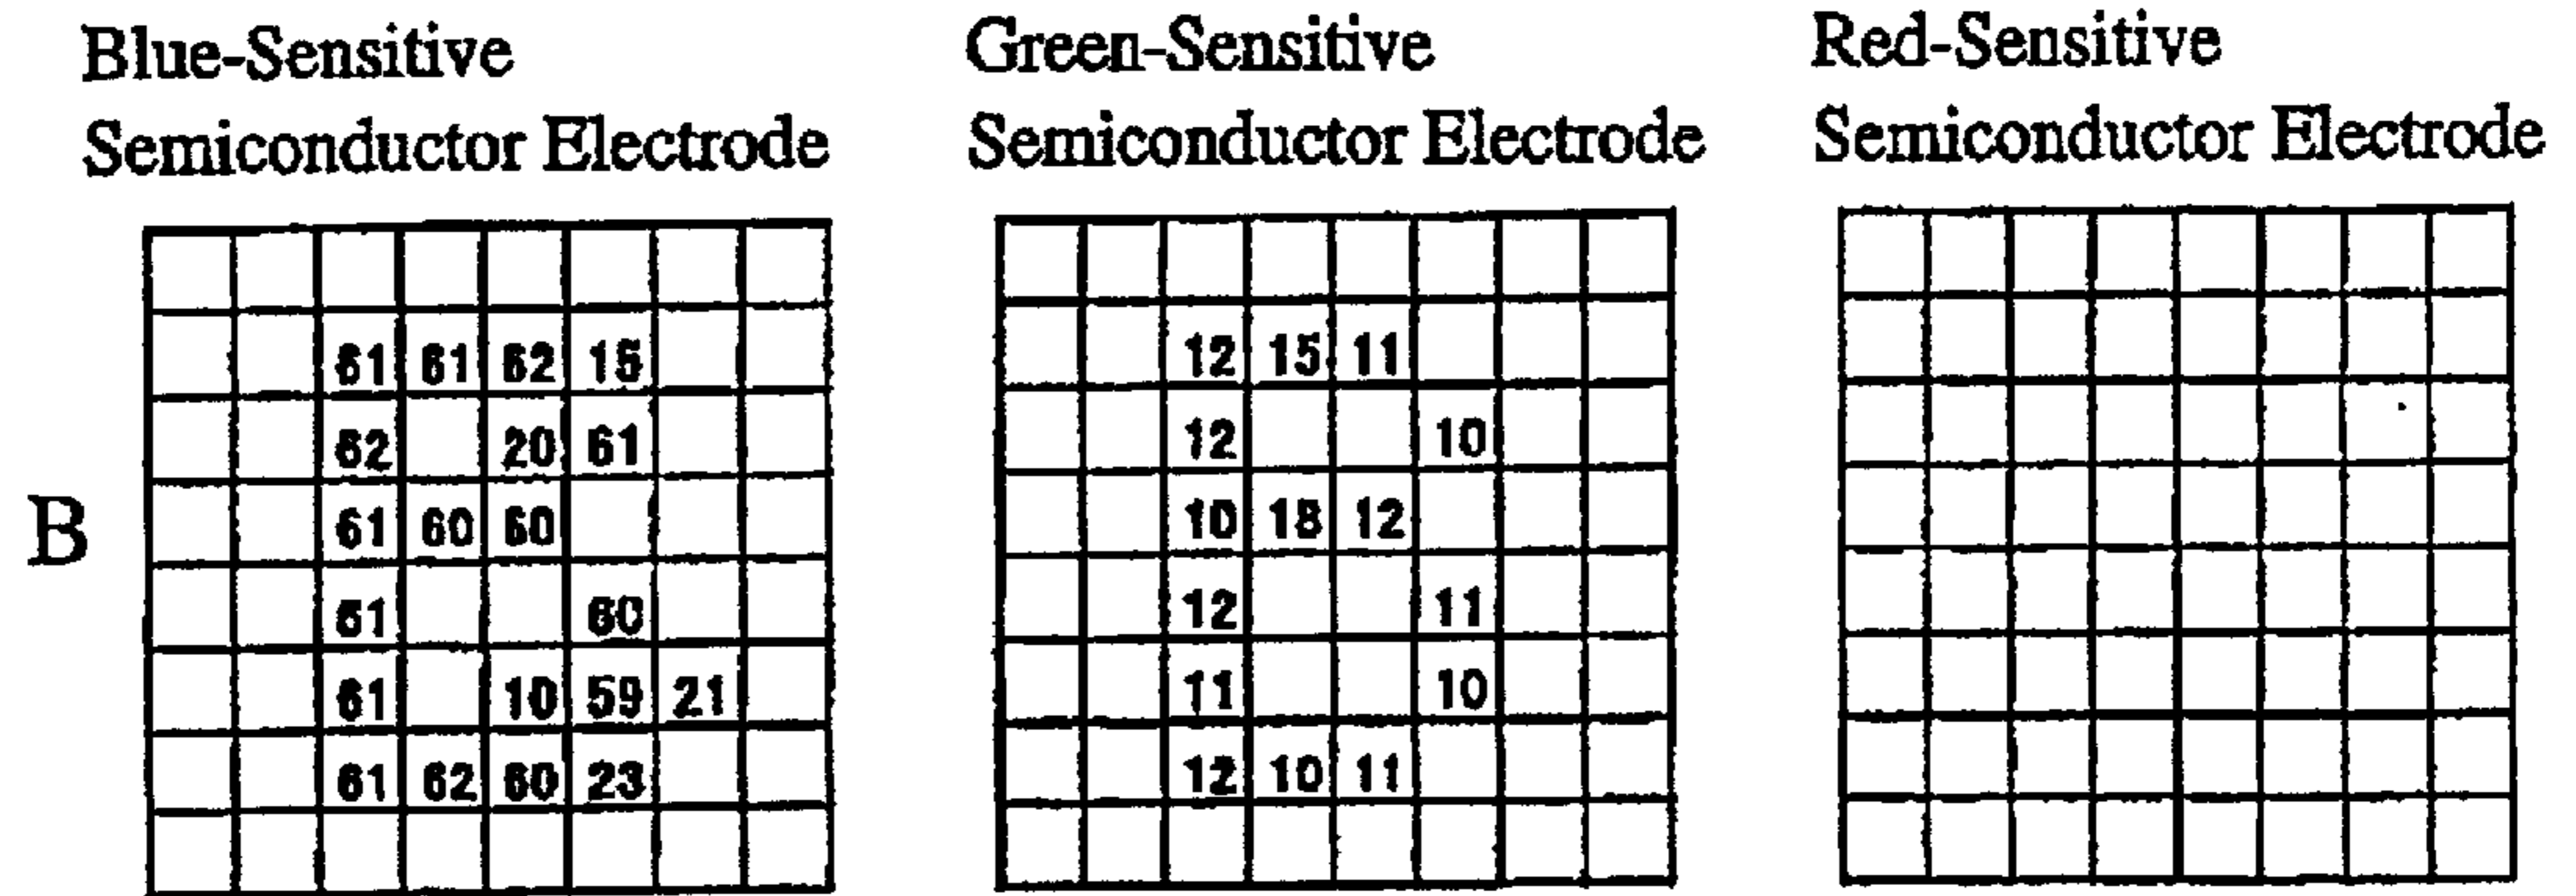 Blue-Sensitive
Semiconductor Electrode
Green-Sensitive
Semiconductor Electrode
Red-Sensitive
Semiconductor Electrode
B
61 61 62 15
62 20 61
61 60 60
61 60
61 10 59 21
61 62 60 23
12 15 11
12 10
10 18 12
12 11
11 10
12 10 11